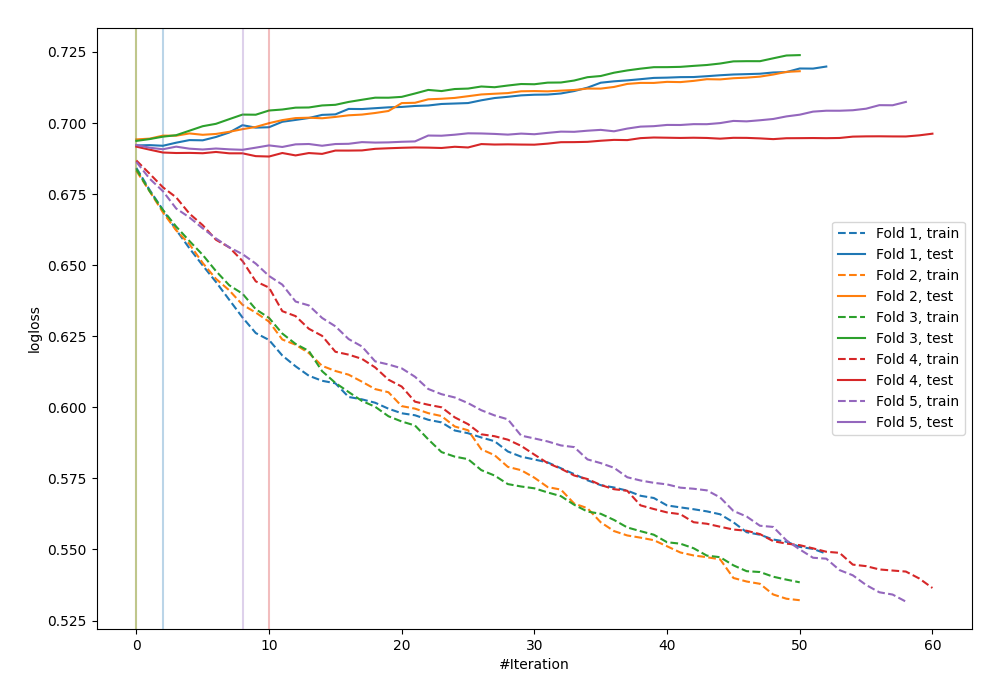 0.725
0.700
0.675
0.650
0.625
0.600
0.575
0.550
0.525
logloss
0
10
20
30
40
50
60
#Iteration
Fold 1, train
Fold 1, test
Fold 2, train
Fold 2, test
Fold 3, train
Fold 3, test
Fold 4, train
Fold 4, test
Fold 5, train
Fold 5, test